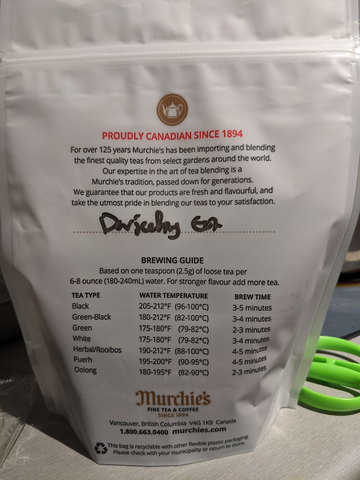 PROUDLY CANADIAN SINCE 1894
For over 125 years Murchie's has been importing and blending
the finest quality teas from select gardens around the world.
Our expertise in the art of tea blending is a
Murchie's tradition, passed down for generations.
We guarantee that our products are fresh and flavourful, and
take the utmost pride in blending our teas to your satisfaction.
Darjeeling
BREWING GUIDE
Based on one teaspoon (2.5g) of loose tea per
6-8 ounce (180-240mL) water. For stronger flavour add more tea.
TEA TYPE WATER TEMPERATURE BREW TIME
Black 205-212°F (96-100°C) 3-5 minutes
Green-Black 180-212°F (82-100°C) 3-4 minutes
Green 175-180°F (79-82°C) 2-3 minutes
White 175-180°F (79-82°C) 3-4 minutes
Herbal/Rooibos 190-212°F (88-100°C) 4-5 minutes
Puerh 195-200°F (90-95°C) 4-5 minutes
Oolong 180-195°F (82-90°C) 2-3 minutes
Murchie's
FINE TEA & COFFEE
SINCE 1894
Vancouver, British Columbia V4G 1K9 Canada
1.800.663.0400 murchies.com
This bag is recyclable with other flexible plastic packaging.
Please check with your municipality or return to store.